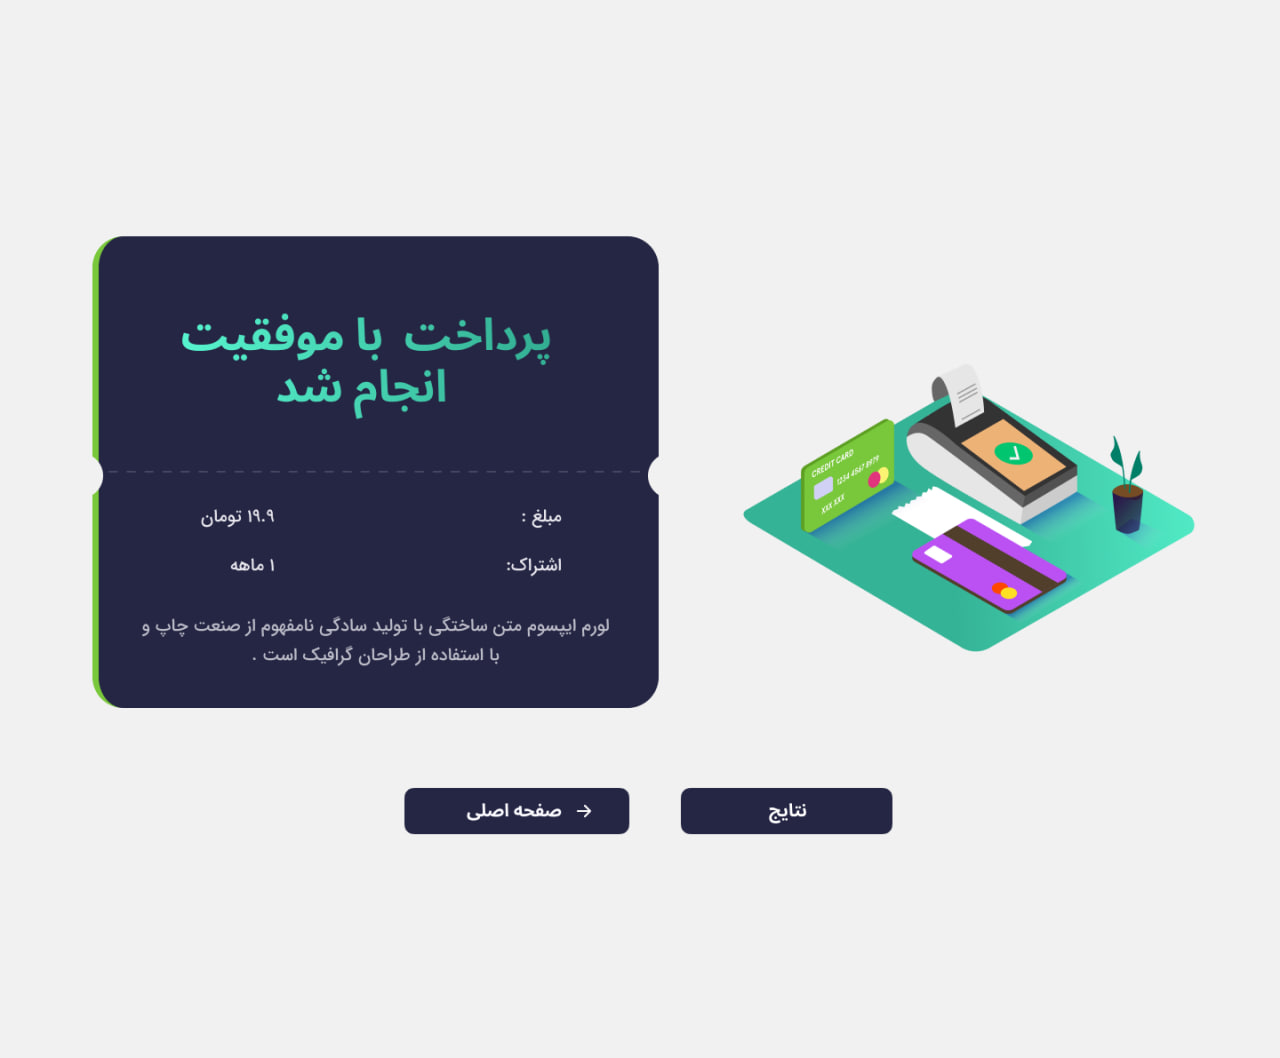 پرداخت با موفقیت
انجام شد
مبلغ : ۱۹.۹ تومان
اشتراک: ۱ ماهه
لورم ایپسوم متن ساختگی با تولید سادگی نامفهوم از صنعت چاپ و
با استفاده از طراحان گرافیک است .
CREDIT CARD
1234 4567 8979
XXX XXX
نتایج
→ صفحه اصلی